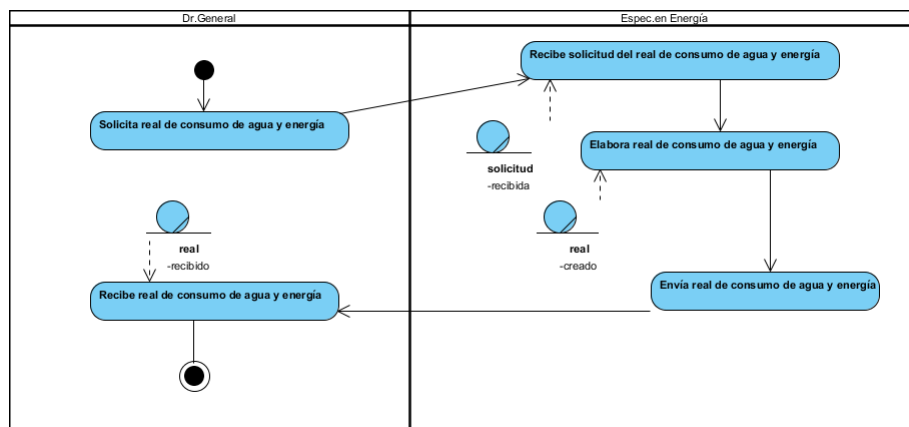 Dr.General
Espec.en Energía
Recibe solicitud del real de consumo de agua y energía
Solicita real de consumo de agua y energía
Elabora real de consumo de agua y energía
solicitud
-recibida
real
-recibido
real
-creado
Envía real de consumo de agua y energía
Recibe real de consumo de agua y energía